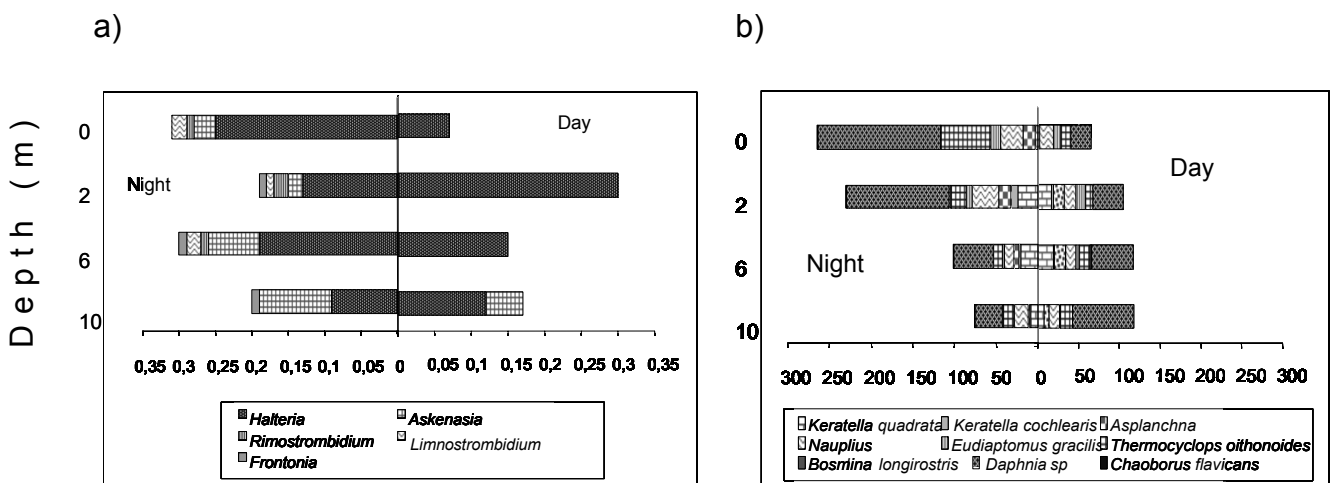 a)
Depth (m)
0
2
6
10
Night
Day
0,35 0,3 0,25 0,2 0,15 0,1 0,05 0 0,05 0,1 0,15 0,2 0,25 0,3 0,35
Halteria Askenasia
Rimostrombidium Limnostrombidium
Frontonia
b)
0
2
6
10
Night
Day
300 250 200 150 100 50 0 50 100 150 200 250 300
Keratella quadrata Keratella cochlearis Asplanchna
Nauplius Eudiaptomus gracilis Thermocyclops oithonoides
Bosmina longirostris Daphnia sp Chaoborus flavicans